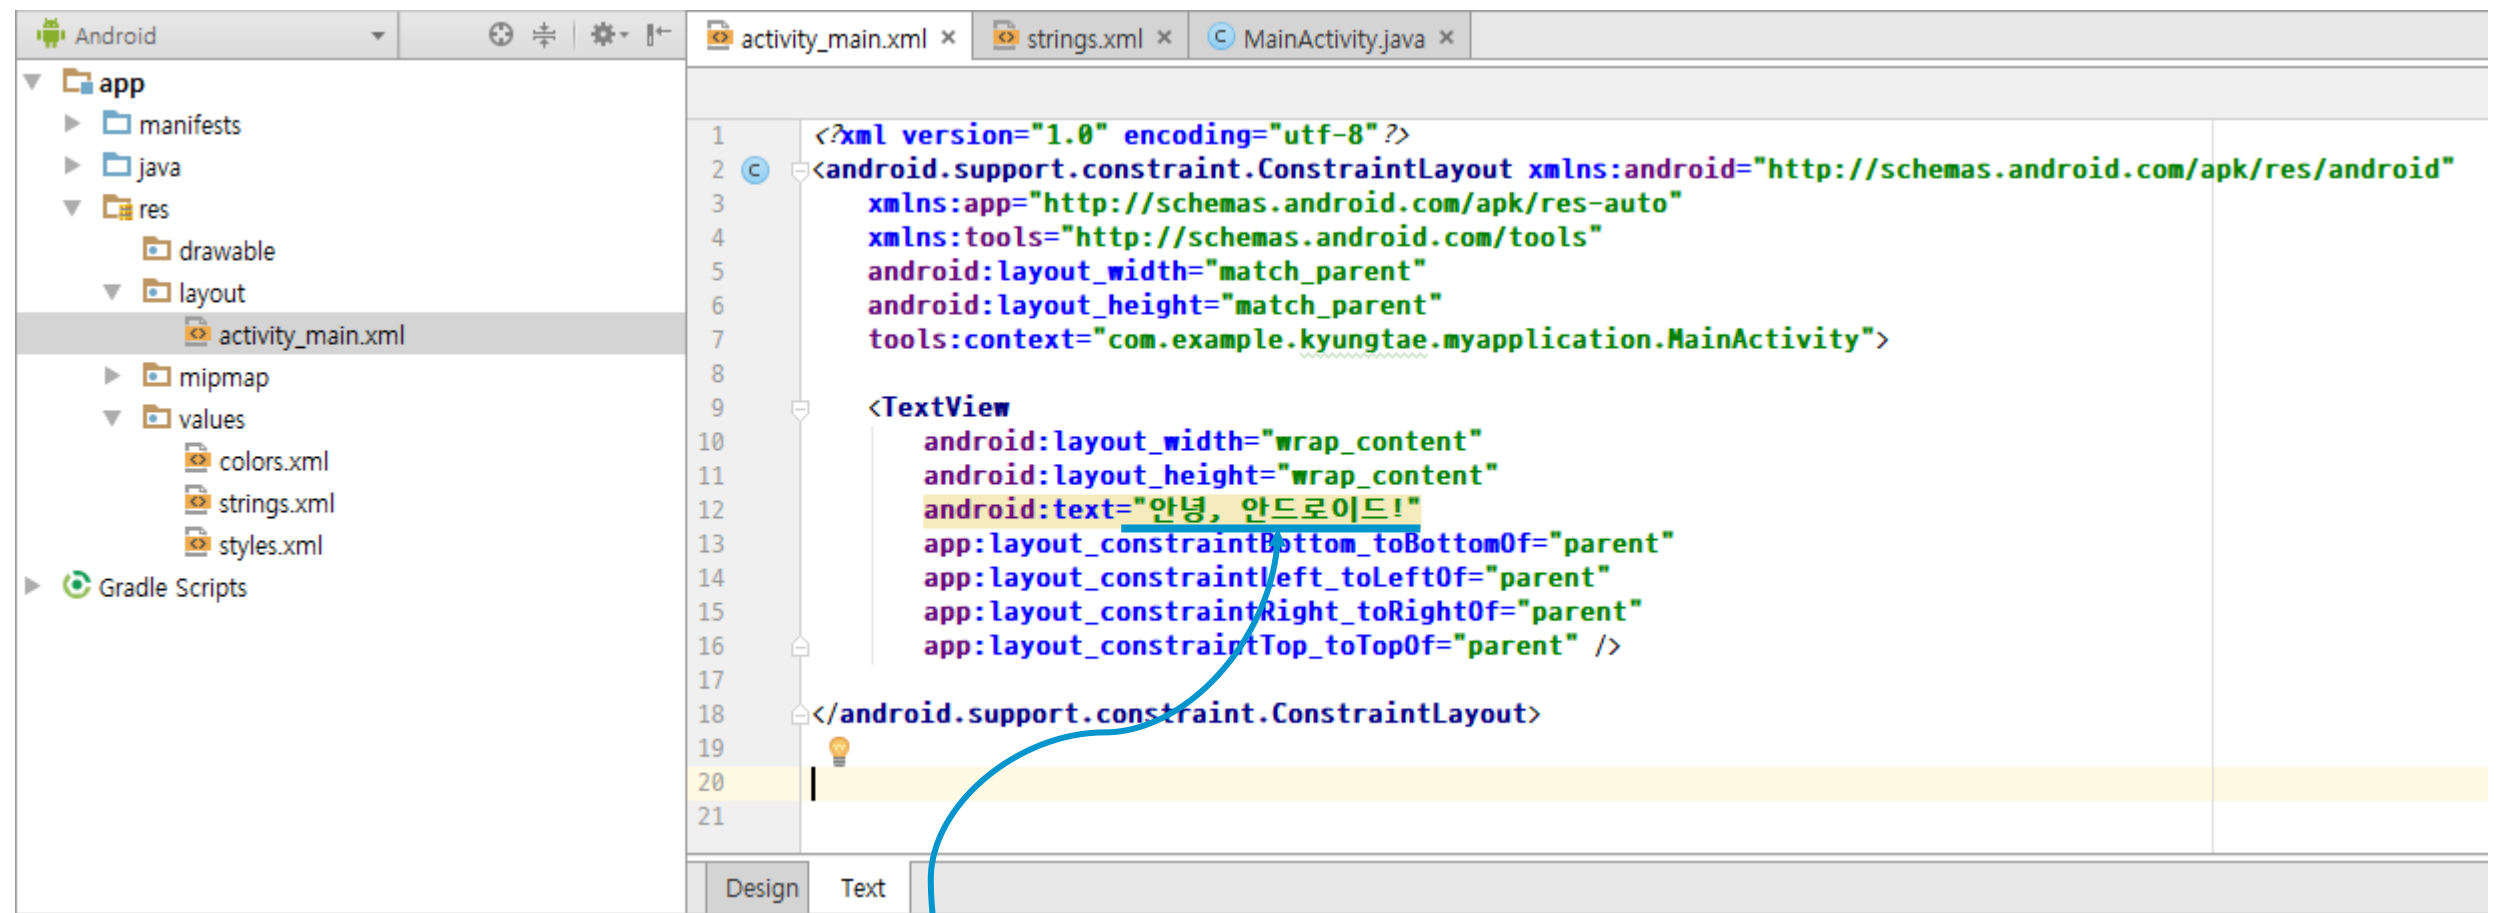 Android
app
manifests
java
res
drawable
layout
activity_main.xml
mipmap
values
colors.xml
strings.xml
styles.xml
Gradle Scripts
activity_main.xml × strings.xml × MainActivity.java ×
1 <?xml version="1.0" encoding="utf-8"?>
2 <android.support.constraint.ConstraintLayout xmlns:android="http://schemas.android.com/apk/res/android"
3 xmlns:app="http://schemas.android.com/apk/res-auto"
4 xmlns:tools="http://schemas.android.com/tools"
5 android:layout_width="match_parent"
6 android:layout_height="match_parent"
7 tools:context="com.example.kyungtae.myapplication.MainActivity">
8
9 <TextView
10 android:layout_width="wrap_content"
11 android:layout_height="wrap_content"
12 android:text="안녕, 안드로이드!"
13 app:layout_constraintBottom_toBottomOf="parent"
14 app:layout_constraintLeft_toLeftOf="parent"
15 app:layout_constraintRight_toRightOf="parent"
16 app:layout_constraintTop_toTopOf="parent" />
17
18 </android.support.constraint.ConstraintLayout>
19
20
21
Design Text